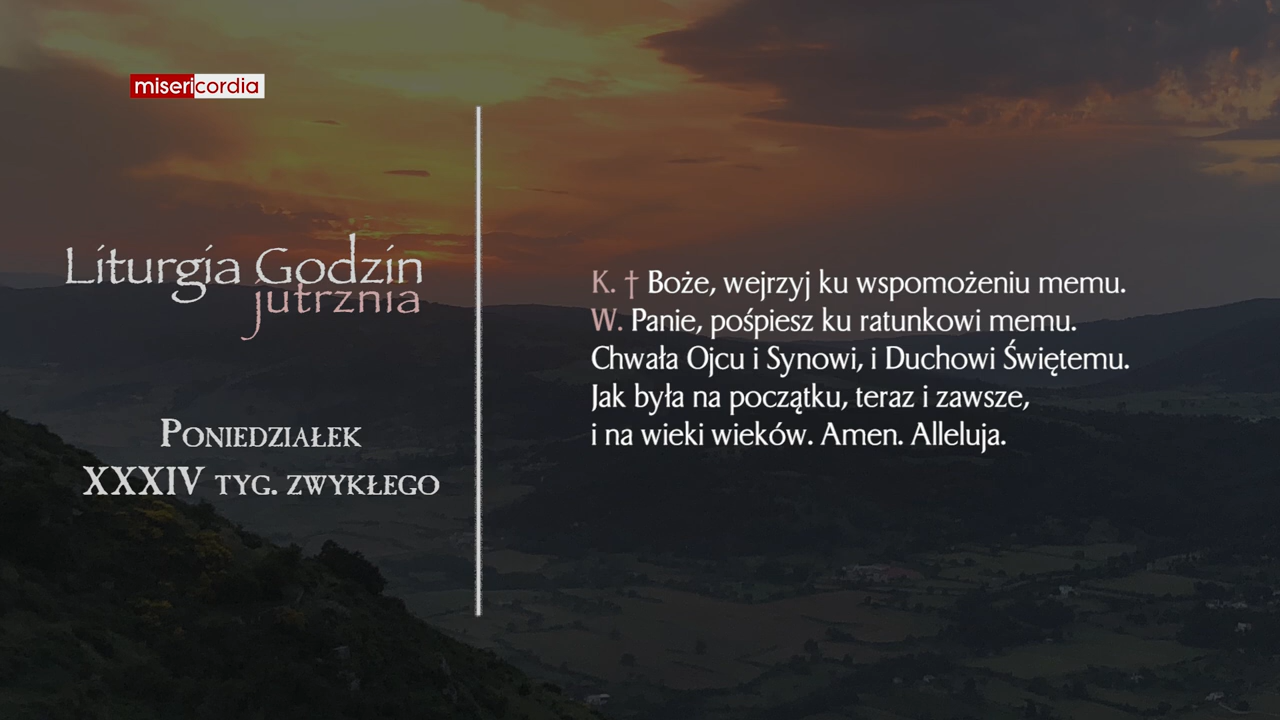 misericordia
Liturgia Godzin
jutrznia
Poniedziałek
XXXIV tyg. zwykłego
K. † Boże, wejrzyj ku wspomożeniu memu.
W. Panie, pośpiesz ku ratunkowi memu.
Chwała Ojcu i Synowi, i Duchowi Świętemu.
Jak była na początku, teraz i zawsze,
i na wieki wieków. Amen. Alleluja.